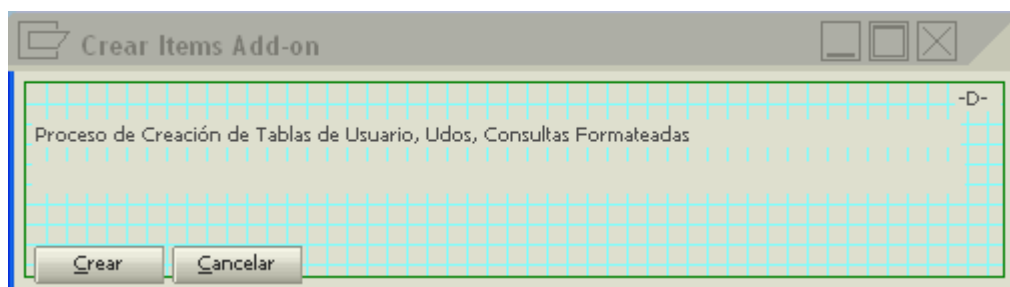 Crear Items Add-on
-D-
Proceso de Creación de Tablas de Usuario, Udos, Consultas Formateadas
Crear
Cancelar